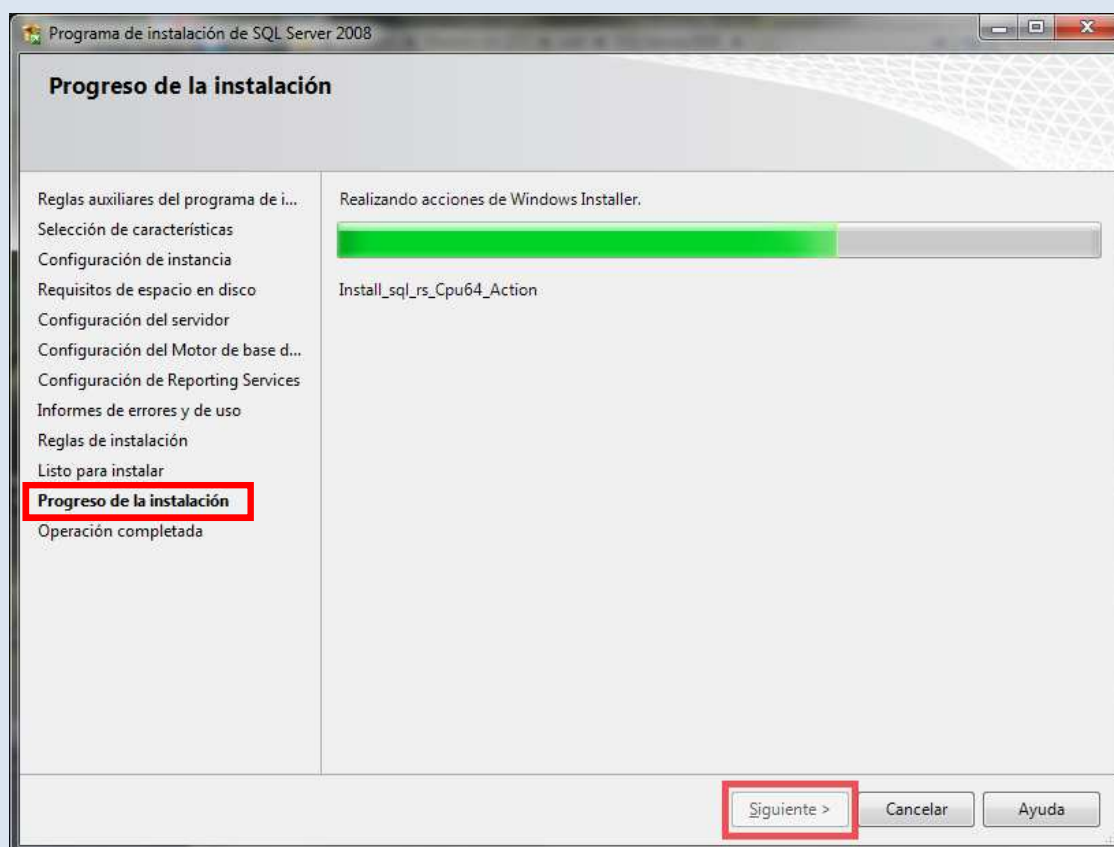 Programa de instalación de SQL Server 2008
Progreso de la instalación
Reglas auxiliares del programa de i...
Selección de características
Configuración de instancia
Requisitos de espacio en disco
Configuración del servidor
Configuración del Motor de base d...
Configuración de Reporting Services
Informes de errores y de uso
Reglas de instalación
Listo para instalar
Progreso de la instalación
Operación completada
Realizando acciones de Windows Installer.
Install_sql_rs_Cpu64_Action
Siguiente >
Cancelar
Ayuda